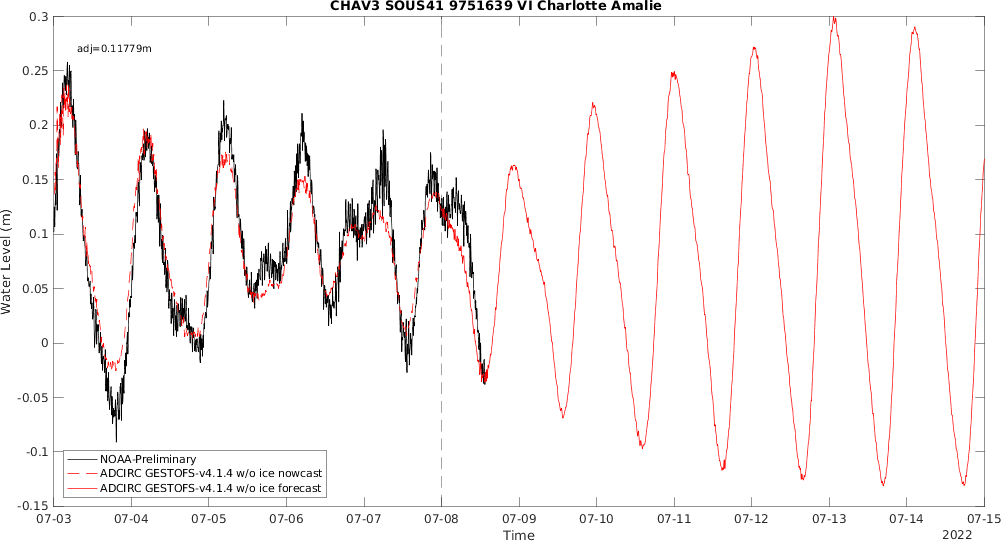 CHAV3 SOUS41 9751639 VI Charlotte Amalie
adj=0.11779m
0.3
0.25
0.2
0.15
0.1
0.05
0
-0.05
-0.1
-0.15
Water Level (m)
NOAA-Preliminary
ADCIRC GESTOFS-v4.1.4 w/o ice nowcast
ADCIRC GESTOFS-v4.1.4 w/o ice forecast
07-03 07-04 07-05 07-06 07-07 07-08 07-09 07-10 07-11 07-12 07-13 07-14 07-15
Time
2022